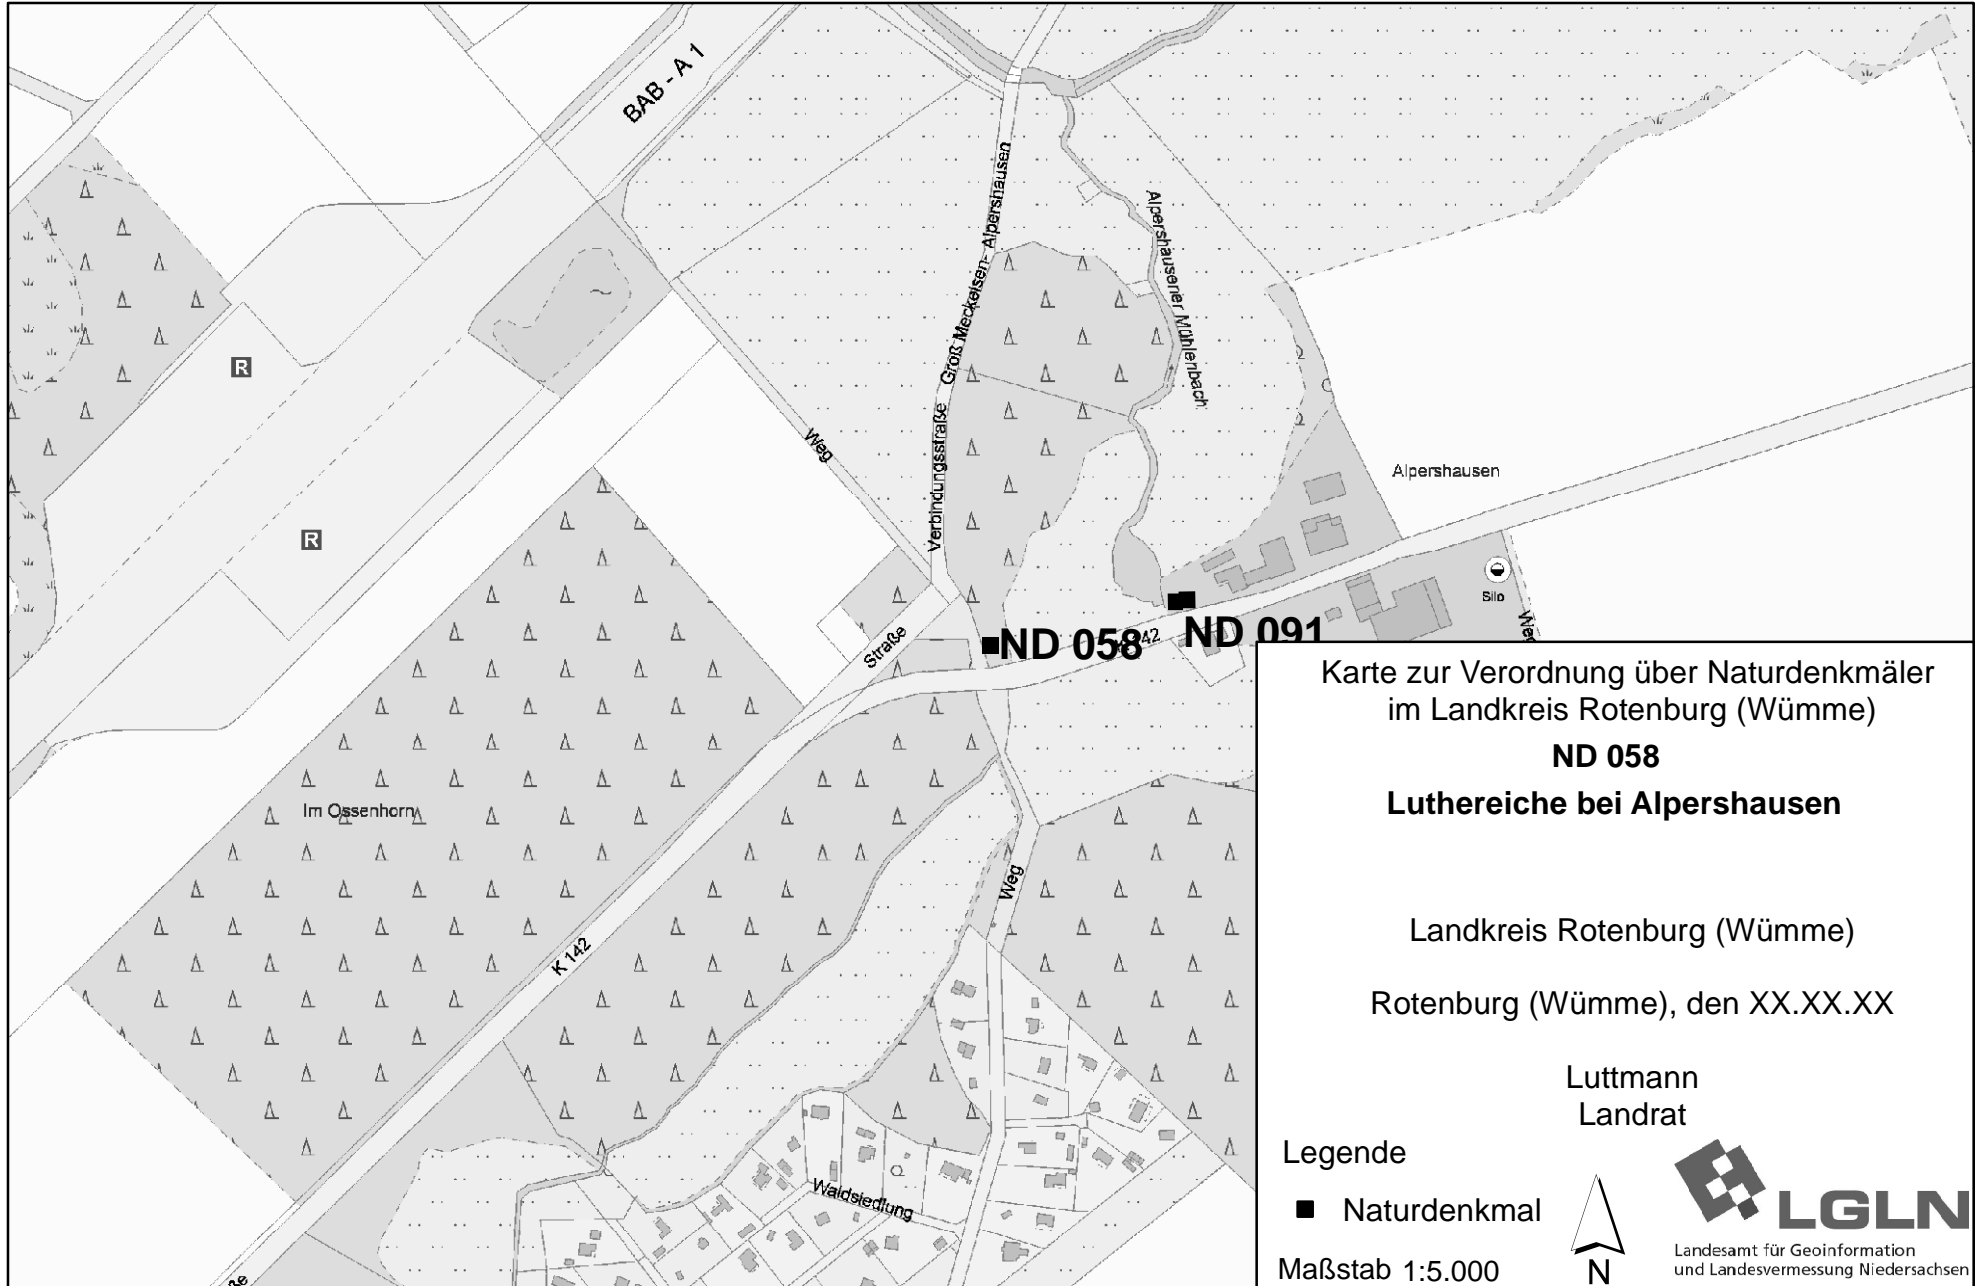 BAB - A 1
Verbindungsstraße Groß Meckelsen- Alpershausen
Alpershausener Mühlenbach
R
R
Weg
Alpershausen
Silo
Straße
ND 058
ND 091
Im Ossenhorn
Weg
K 142
Waldsiedlung
Karte zur Verordnung über Naturdenkmäler
im Landkreis Rotenburg (Wümme)
ND 058
Luthereiche bei Alpershausen
Landkreis Rotenburg (Wümme)
Rotenburg (Wümme), den XX.XX.XX
Luttmann
Landrat
Legende
Naturdenkmal
Maßstab 1:5.000
N
LGLN
Landesamt für Geoinformation
und Landesvermessung Niedersachsen